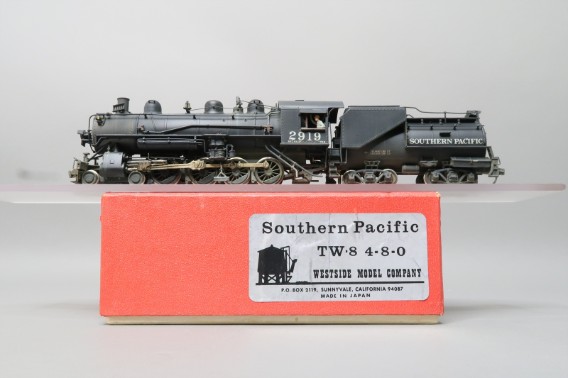 2919
SOUTHERN PACIFIC
Southern Pacific
TW·8 4-8-0
WESTSIDE MODEL COMPANY
P.O. BOX 2119, SUNNYVALE, CALIFORNIA 94087
MADE IN JAPAN